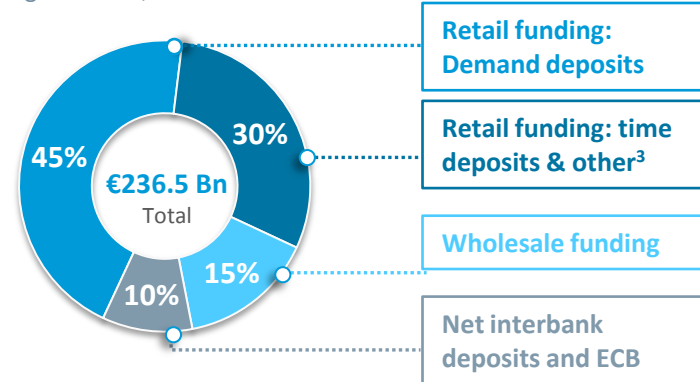 Retail funding:
Demand deposits
Retail funding: time
deposits & other³
Wholesale funding
Net interbank
deposits and ECB
45%
30%
15%
10%
€236.5 Bn
Total